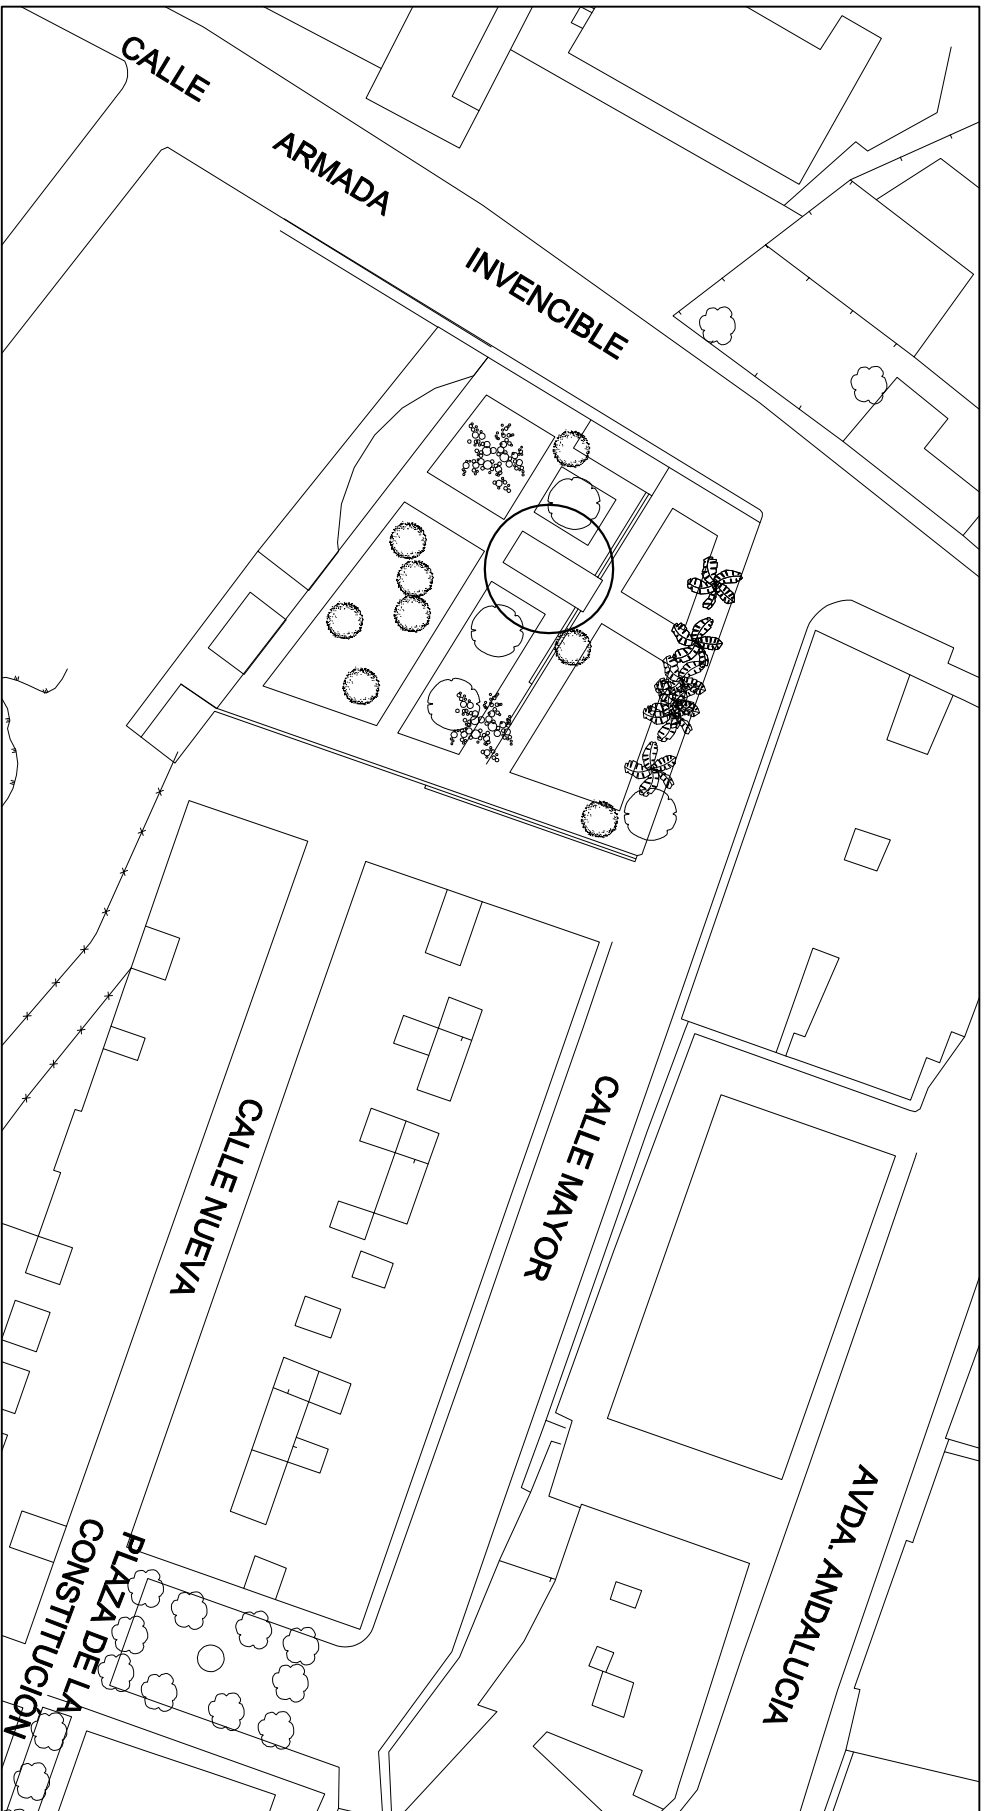 CALLE
ARMADA
INVENCIBLE
CALLE MAYOR
CALLE NUEVA
AVDA. ANDALUCIA
PLAZA DE LA
CONSTITUCIÓN